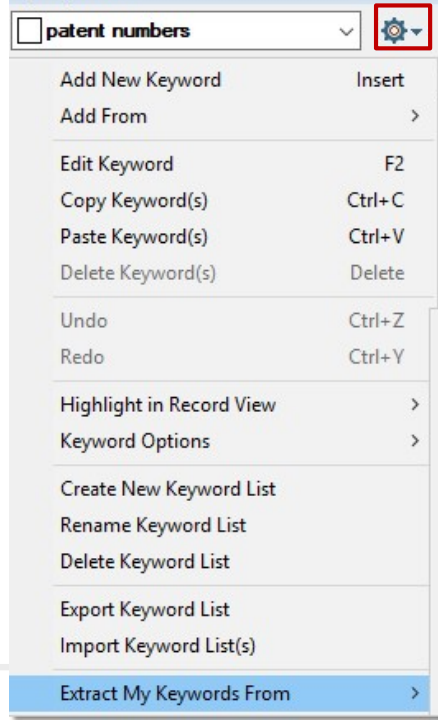 patent numbers
Add New Keyword Insert
Add From
Edit Keyword F2
Copy Keyword(s) Ctrl+C
Paste Keyword(s) Ctrl+V
Delete Keyword(s) Delete
Undo Ctrl+Z
Redo Ctrl+Y
Highlight in Record View
Keyword Options
Create New Keyword List
Rename Keyword List
Delete Keyword List
Export Keyword List
Import Keyword List(s)
Extract My Keywords From